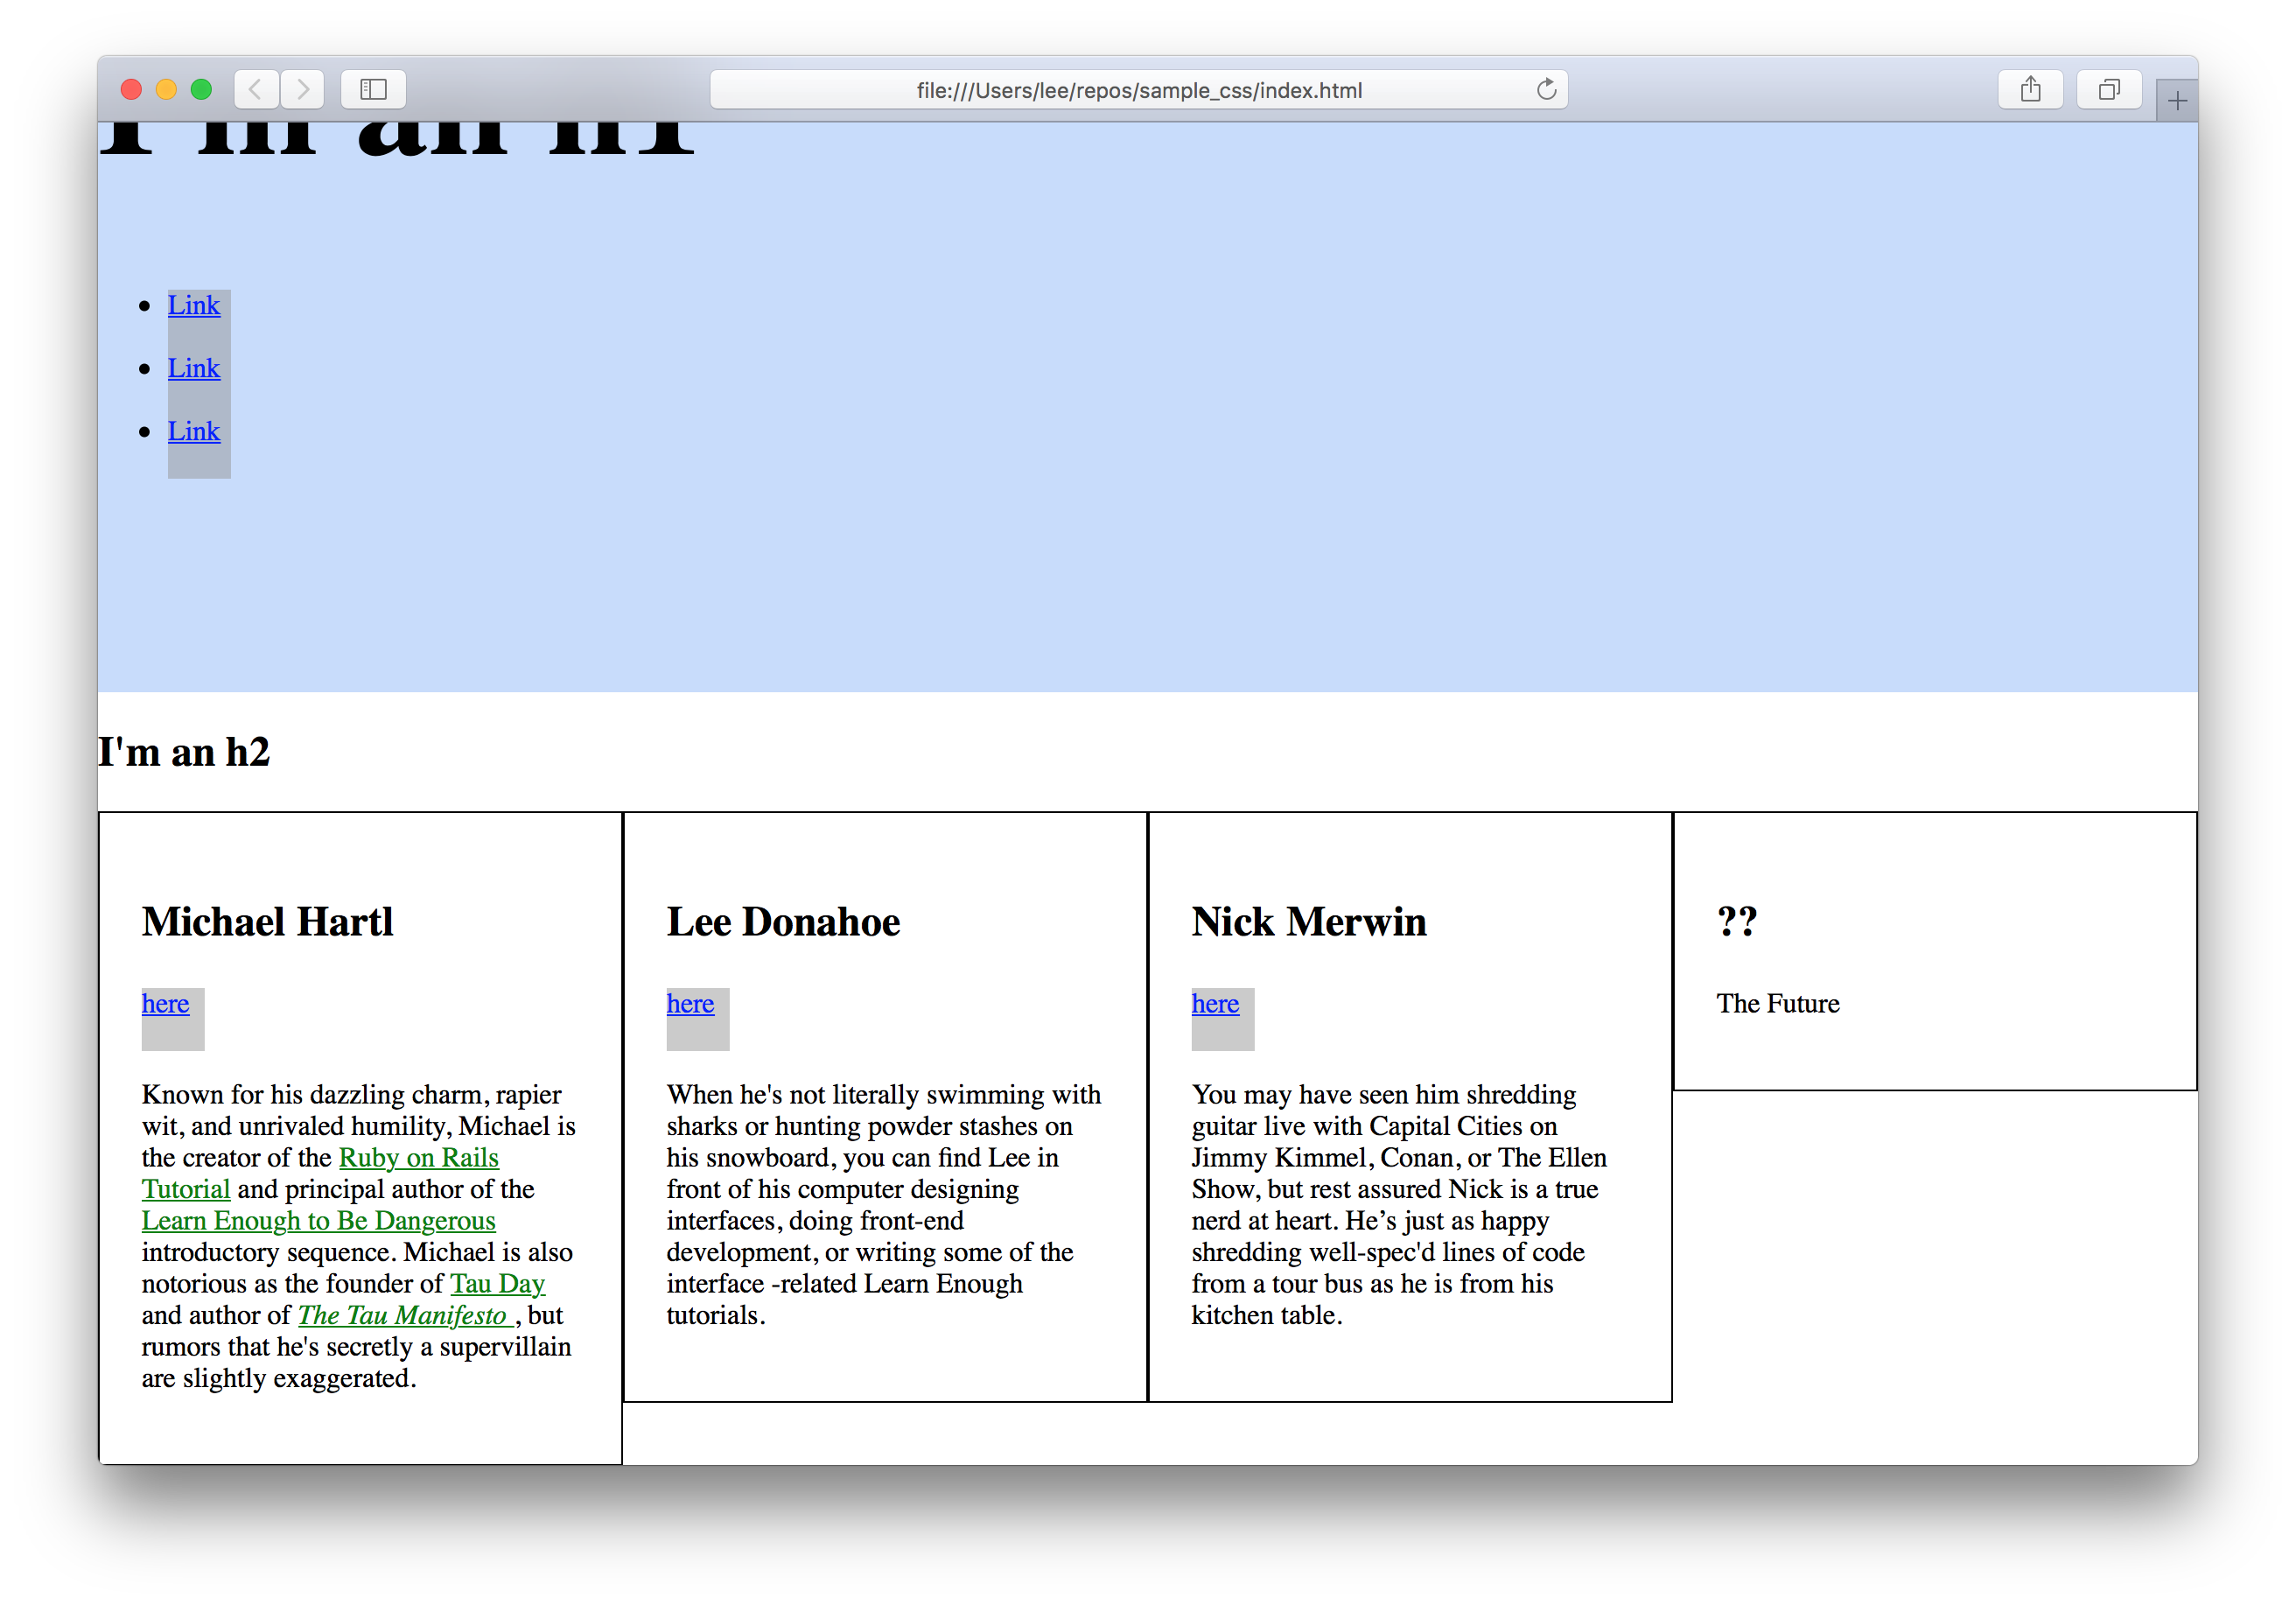 file:///Users/lee/repos/sample_css/index.html
I'm an h1
Link
Link
Link
I'm an h2
Michael Hartl
here
Known for his dazzling charm, rapier
wit, and unrivaled humility, Michael is
the creator of the Ruby on Rails
Tutorial and principal author of the
Learn Enough to Be Dangerous
introductory sequence. Michael is also
notorious as the founder of Tau Day
and author of The Tau Manifesto , but
rumors that he's secretly a supervillain
are slightly exaggerated.
Lee Donahoe
here
When he's not literally swimming with
sharks or hunting powder stashes on
his snowboard, you can find Lee in
front of his computer designing
interfaces, doing front-end
development, or writing some of the
interface -related Learn Enough
tutorials.
Nick Merwin
here
You may have seen him shredding
guitar live with Capital Cities on
Jimmy Kimmel, Conan, or The Ellen
Show, but rest assured Nick is a true
nerd at heart. He’s just as happy
shredding well-spec'd lines of code
from a tour bus as he is from his
kitchen table.
??
The Future